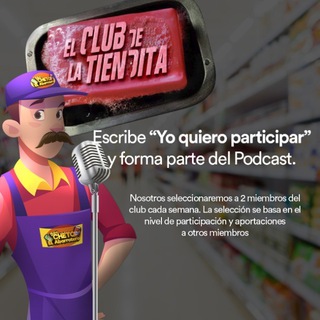 EL CLUB DE
LA TIENDITA
Escribe “Yo quiero participar”
y forma parte del Podcast.
Nosotros seleccionaremos a 2 miembros del
club cada semana. La selección se basa en el
nivel de participación y aportaciones
a otros miembros
CHETOS